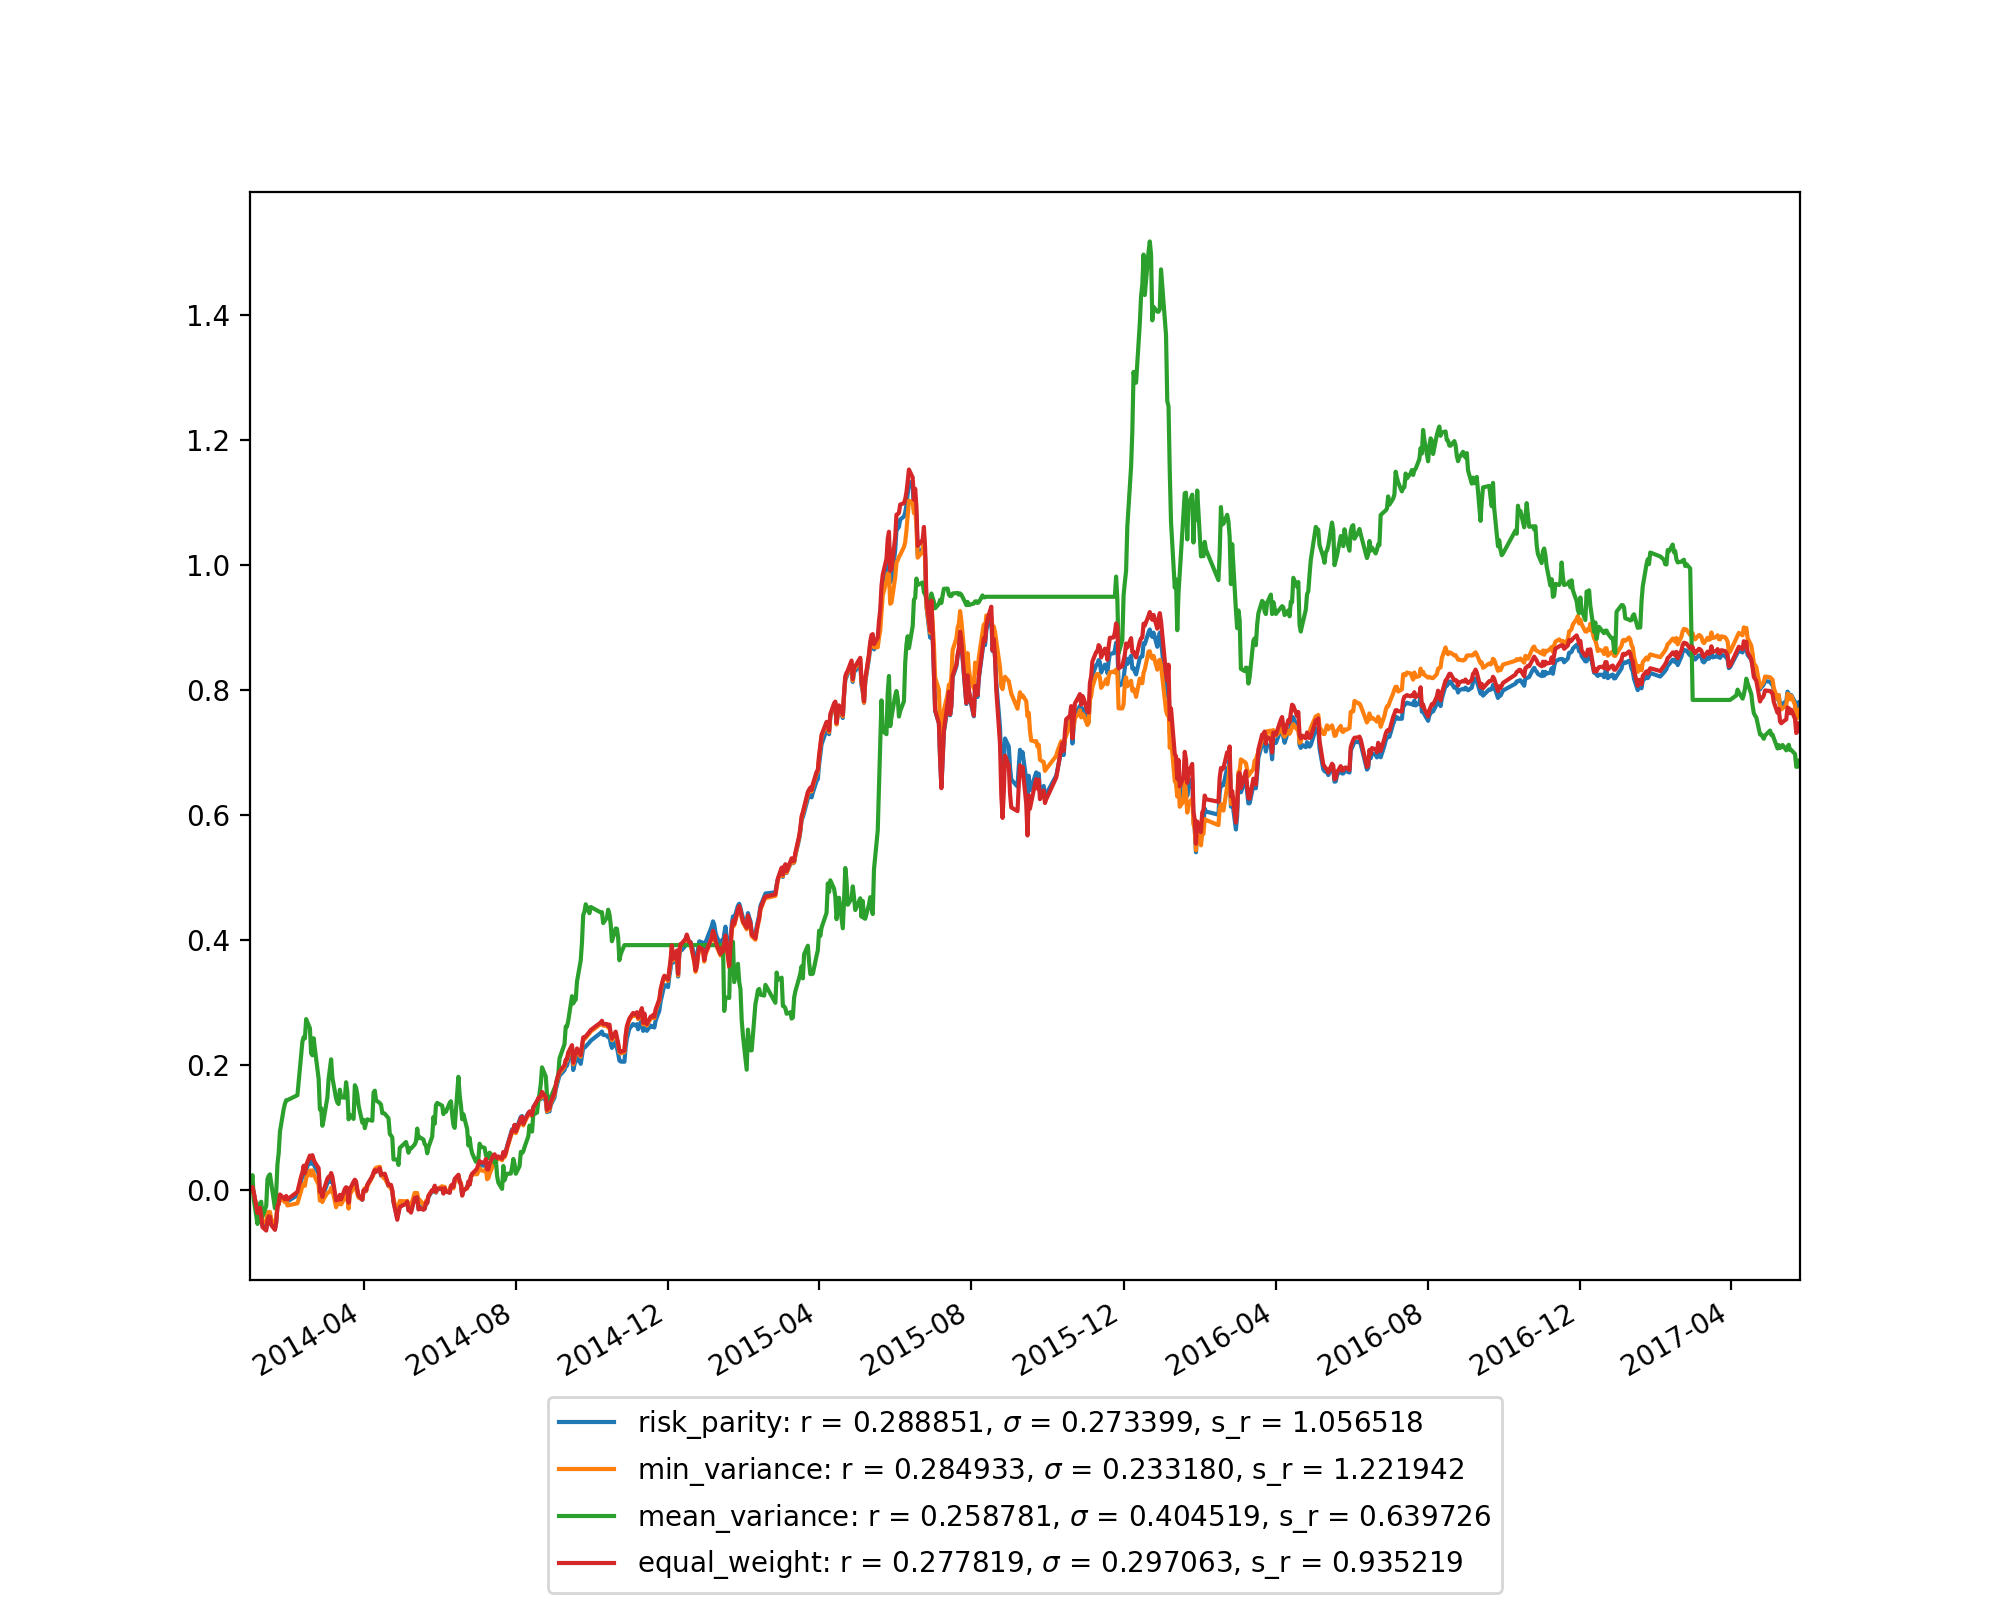 1.4
1.2
1.0
0.8
0.6
0.4
0.2
0.0
2014-04 2014-08 2014-12 2015-04 2015-08 2015-12 2016-04 2016-08 2016-12 2017-04
risk_parity: r = 0.288851, σ = 0.273399, s_r = 1.056518
min_variance: r = 0.284933, σ = 0.233180, s_r = 1.221942
mean_variance: r = 0.258781, σ = 0.404519, s_r = 0.639726
equal_weight: r = 0.277819, σ = 0.297063, s_r = 0.935219